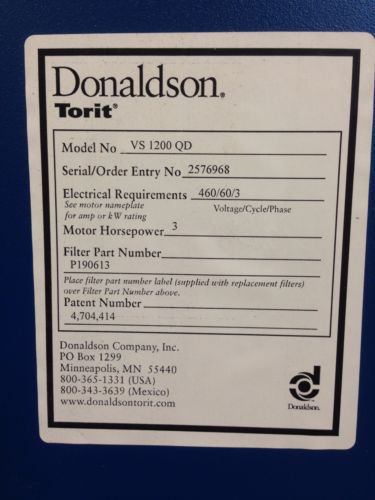 Donaldson®
Torit®
Model No VS 1200 QD
Serial/Order Entry No 2576968
Electrical Requirements 460/60/3
See motor nameplate Voltage/Cycle/Phase
for amp or kW rating
Motor Horsepower 3
Filter Part Number
P190613
Place filter part number label (supplied with replacement filters)
over Filter Part Number above.
Patent Number
4,704,414
Donaldson Company, Inc.
PO Box 1299
Minneapolis, MN 55440
800-365-1331 (USA)
800-343-3639 (Mexico)
www.donaldsontorit.com
Donaldson.